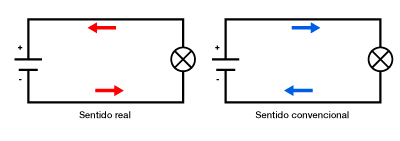 +
-
Sentido real
+
-
Sentido convencional